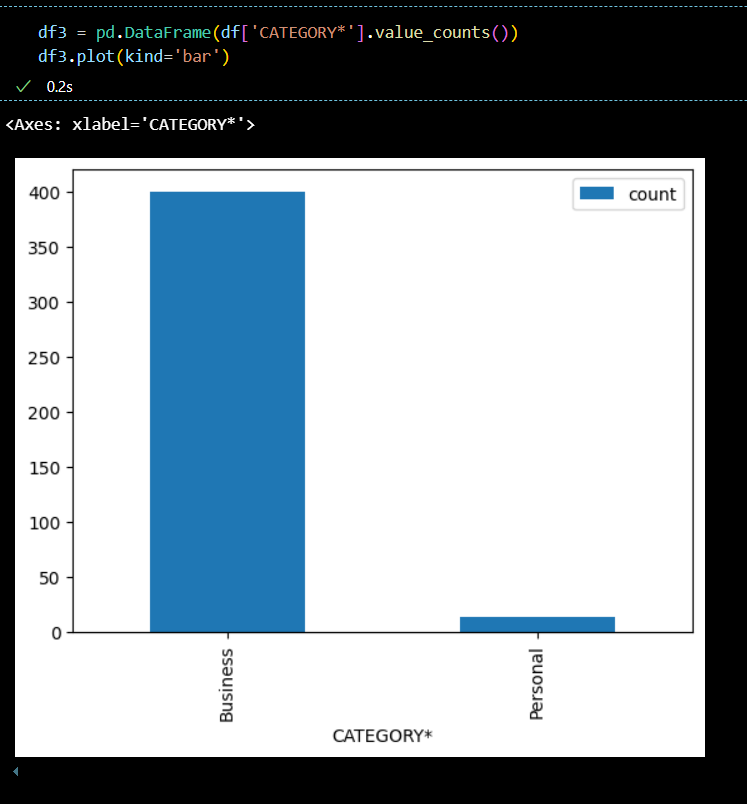 df3 = pd.DataFrame(df['CATEGORY*'].value_counts())
df3.plot(kind='bar')
0.2s
<Axes: xlabel='CATEGORY*'>
count
400
350
300
250
200
150
100
50
0
Business
Personal
CATEGORY*